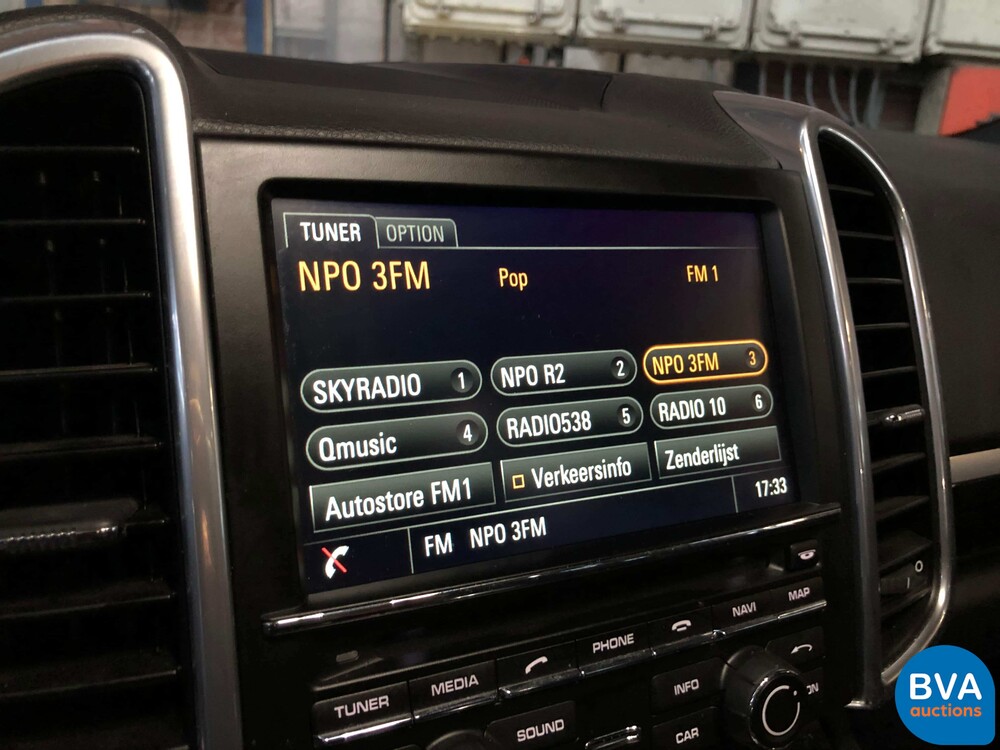 TUNER OPTION
NPO 3FM Pop FM 1
SKYRADIO 1 NPO R2 2 NPO 3FM 3
Qmusic 4 RADIO538 5 RADIO 10 6
Autostore FM1 Verkeersinfo Zenderlijst
FM NPO 3FM 17:33
TUNER MEDIA PHONE NAVI MAP
SOUND INFO
CAR
BVA
auctions